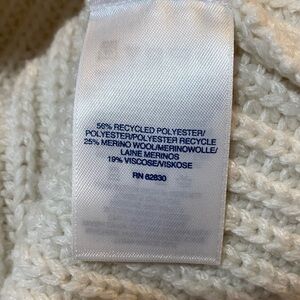 56% RECYCLED POLYESTER/
POLYESTER/POLYESTER RECYCLE
25% MERINO WOOL/MERINOWOLLE/
LAINE MERINOS
19% VISCOSE/VISKOSE
RN 62830